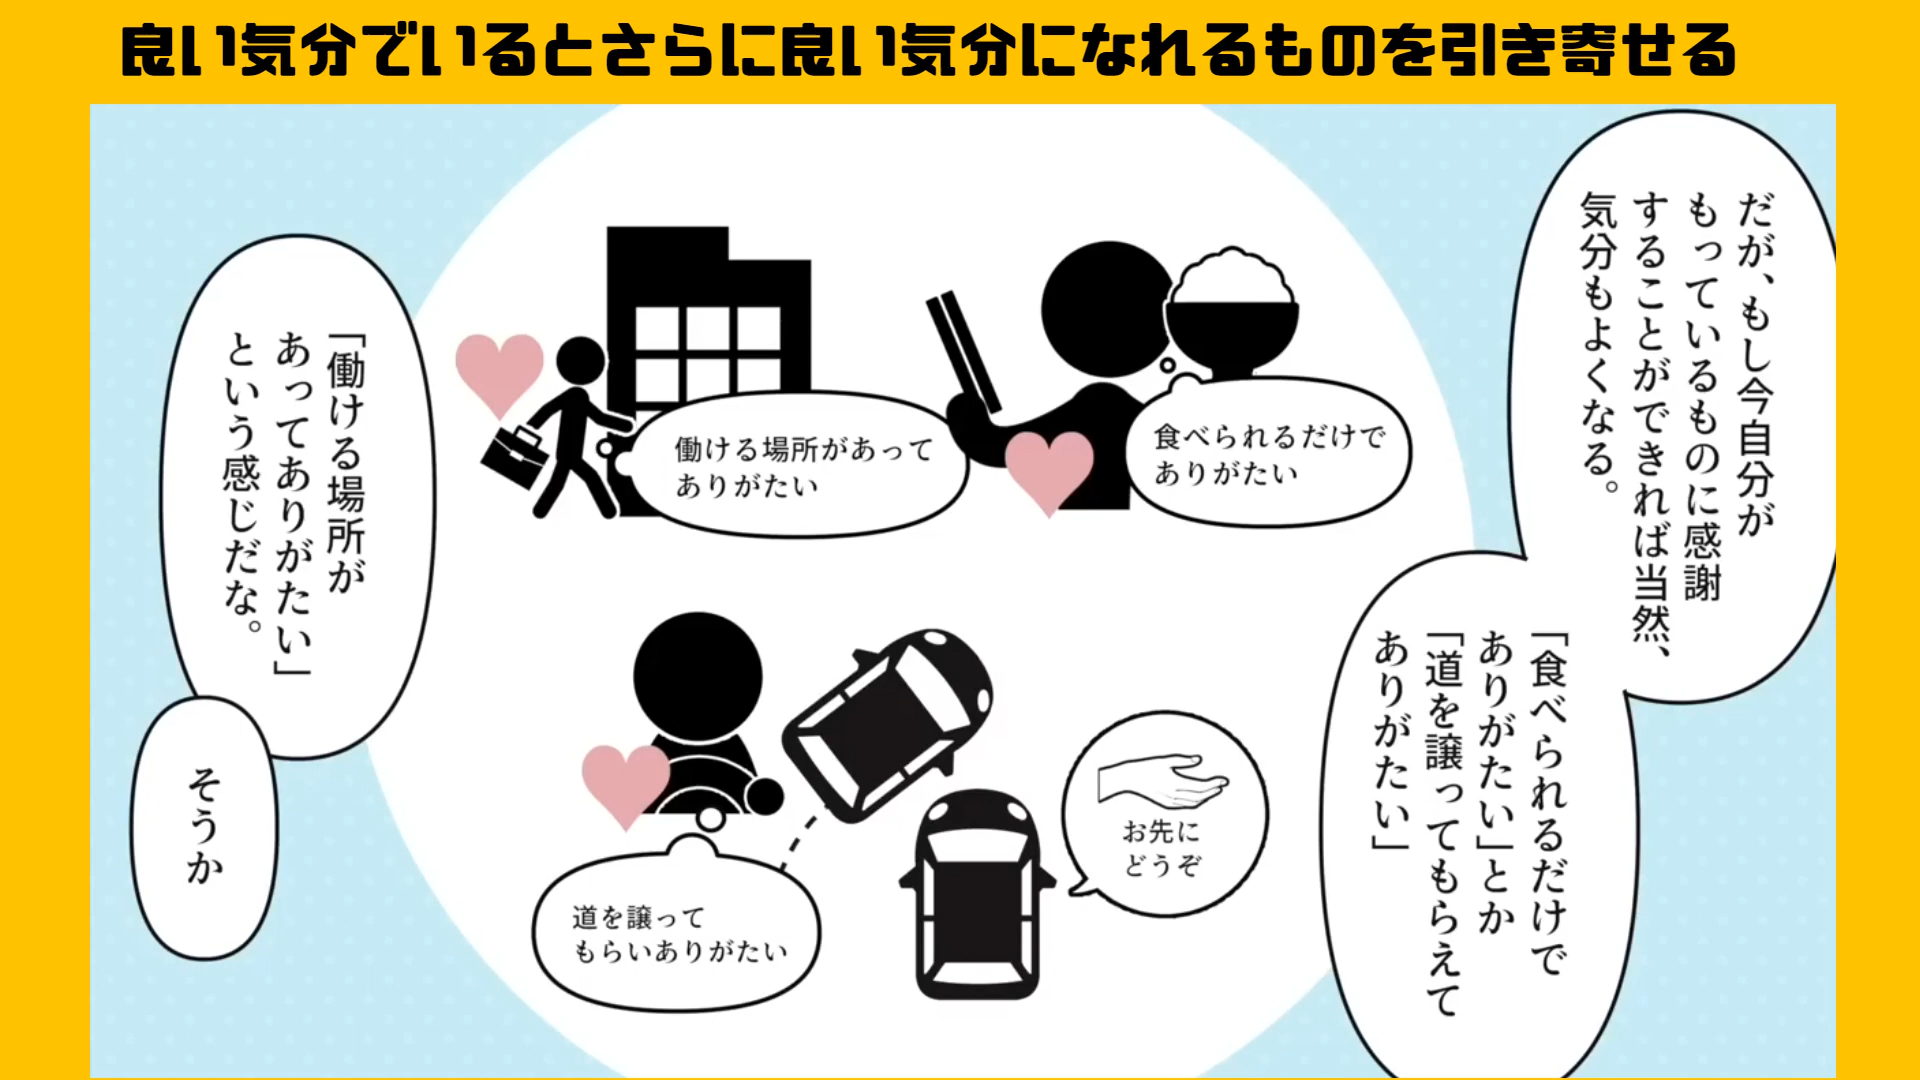 良い気分でいるとさらに良い気分になれるものを引き寄せる
だが、もし今自分が
もっているものに感謝
することができれば当然、
気分もよくなる。
「食べられるだけで
ありがたい」とか
「道を譲ってもらえて
ありがたい」
食べられるだけで
ありがたい
働ける場所があって
ありがたい
お先に
どうぞ
道を譲って
もらいありがたい
「働ける場所が
あってありがたい」
という感じだな。
そうか